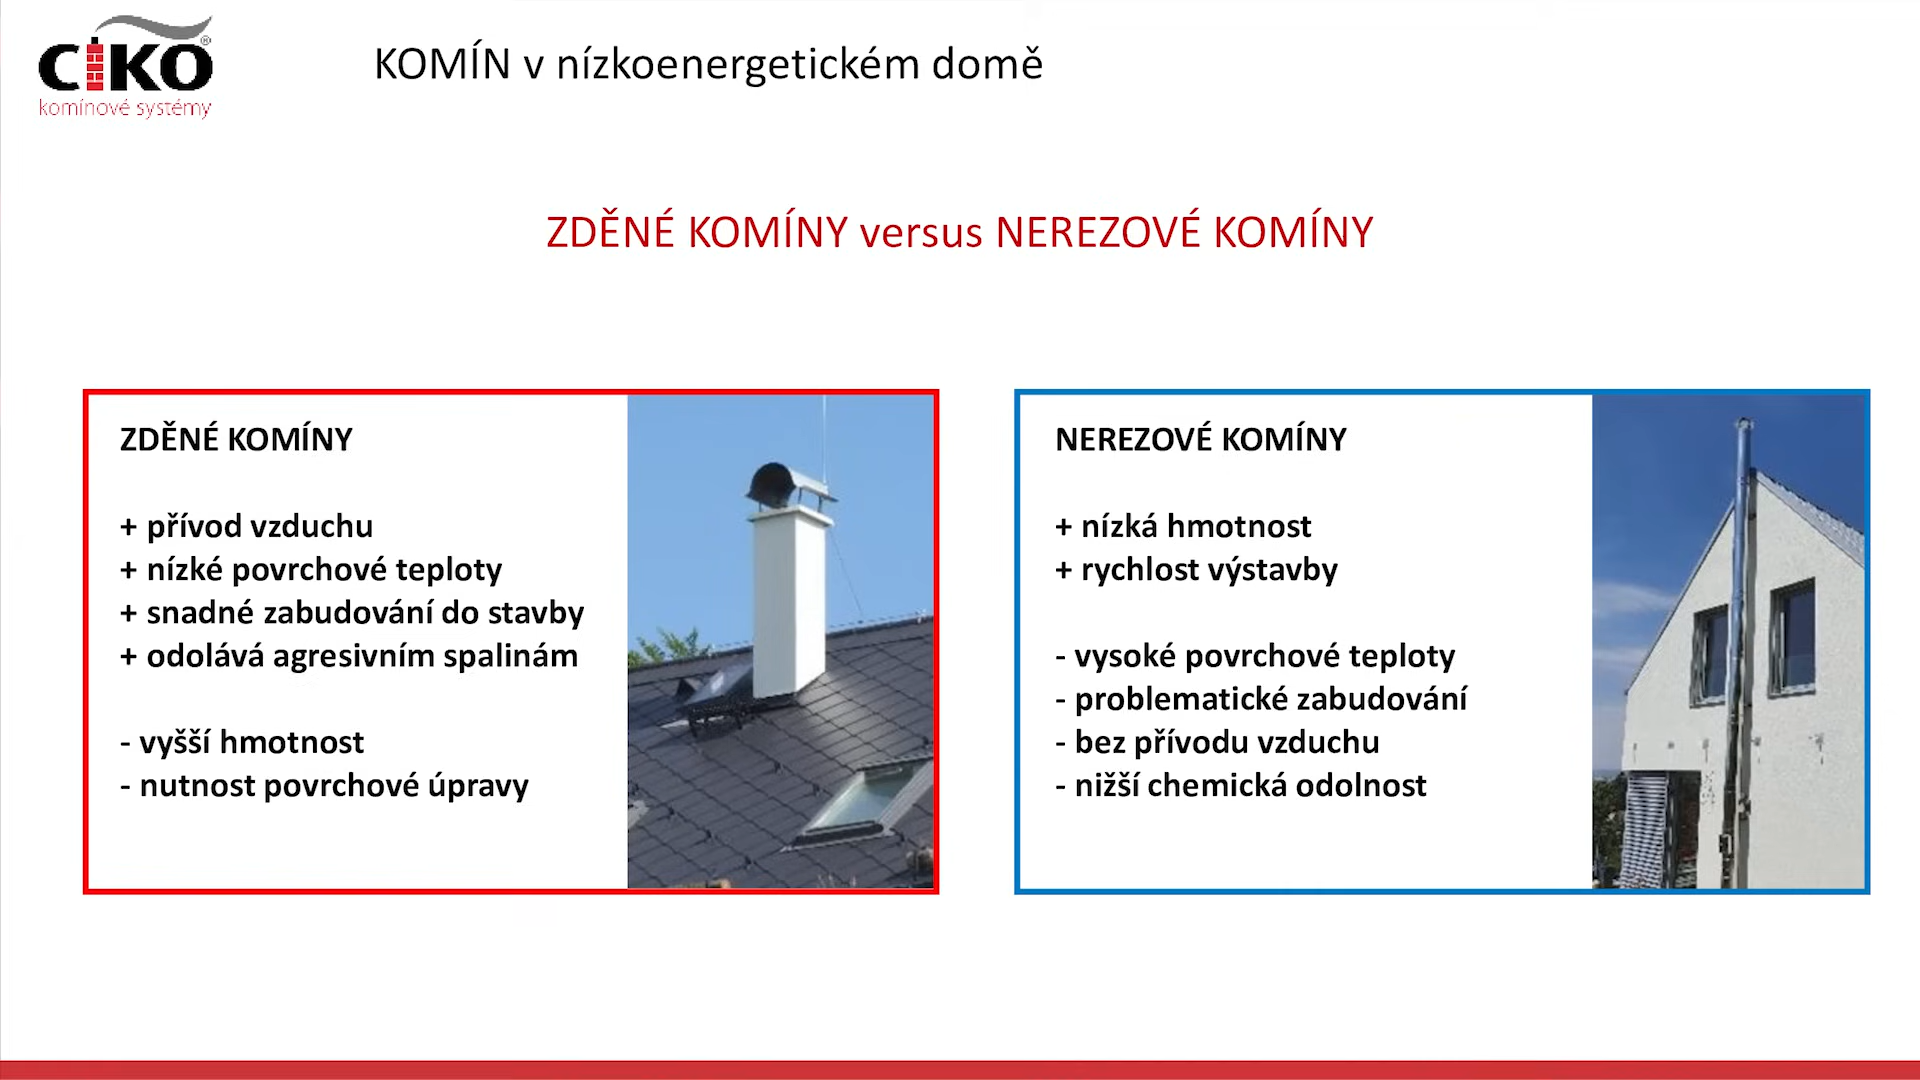 CIKO®
komínové systémy
KOMÍN v nízkoenergetickém domě
ZDĚNÉ KOMÍNY versus NEREZOVÉ KOMÍNY
ZDĚNÉ KOMÍNY
+ přívod vzduchu
+ nízké povrchové teploty
+ snadné zabudování do stavby
+ odolává agresivním spalinám
- vyšší hmotnost
- nutnost povrchové úpravy
NEREZOVÉ KOMÍNY
+ nízká hmotnost
+ rychlost výstavby
- vysoké povrchové teploty
- problematické zabudování
- bez přívodu vzduchu
- nižší chemická odolnost